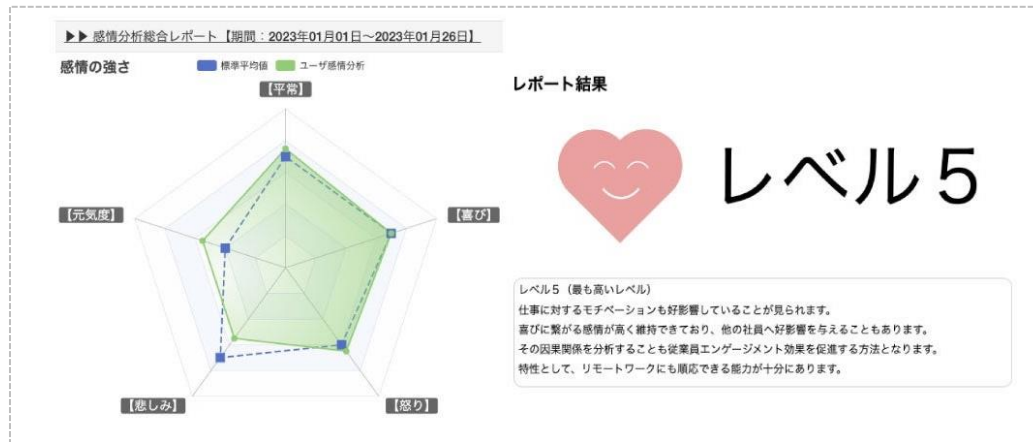 ▶▶ 感情分析総合レポート【期間：2023年01月01日～2023年01月26日】
感情の強さ
標準平均値
ユーザ感情分析
【平常】
【元気度】
【喜び】
【悲しみ】
【怒り】
レポート結果
レベル５
レベル５（最も高いレベル）
仕事に対するモチベーションも好影響していることが見られます。
喜びに繋がる感情が高く維持できており、他の社員へ好影響を与えることもあります。
その因果関係を分析することも従業員エンゲージメント効果を促進する方法となります。
特性として、リモートワークにも順応できる能力が十分にあります。